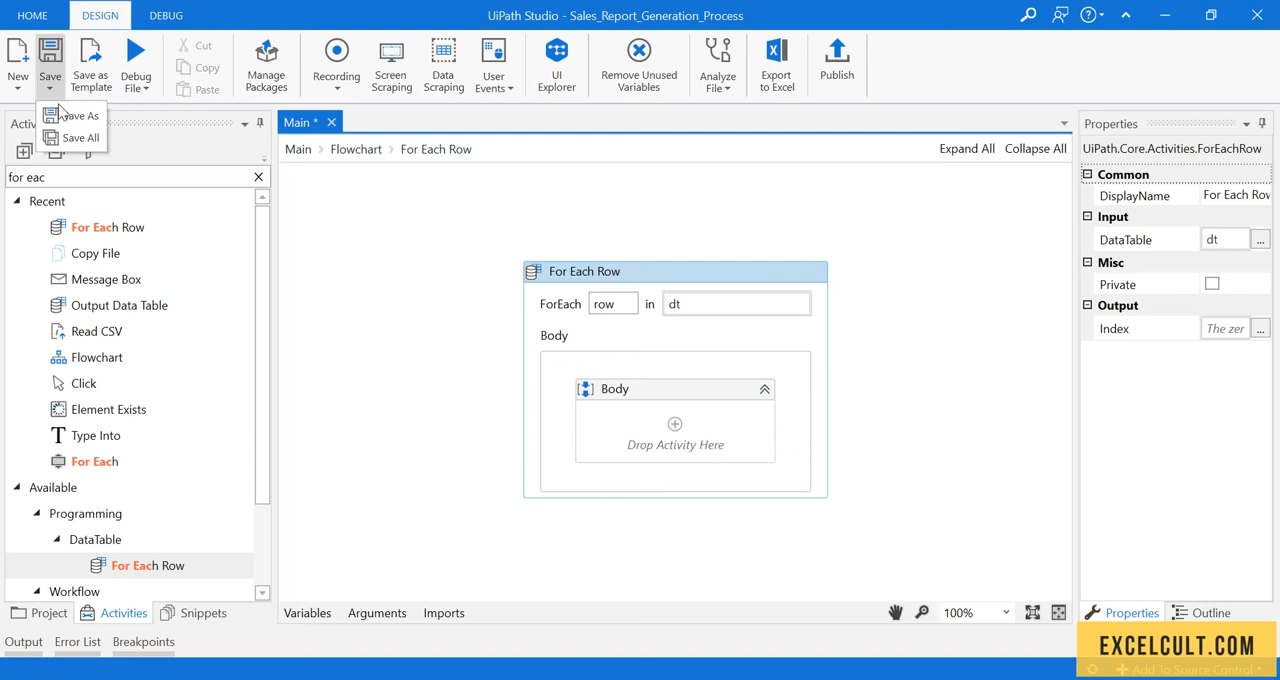 HOME DESIGN DEBUG UiPath Studio - Sales_Report_Generation_Process
New Save Save as Template Debug File Cut Copy Paste Manage Packages Recording Screen Scraping Data Scraping User Events UI Explorer Remove Unused Variables Analyze File Export to Excel Publish
Save As
Save All
Main *
Properties
Main > Flowchart > For Each Row Expand All Collapse All
UiPath.Core.Activities.ForEachRow
for eac
Recent
For Each Row
Copy File
Message Box
Output Data Table
Read CSV
Flowchart
Click
Element Exists
Type Into
For Each
Available
Programming
DataTable
For Each Row
Workflow
For Each Row
ForEach row in dt
Body
Body
Drop Activity Here
Common
DisplayName For Each Row
Input
DataTable dt ...
Misc
Private
Output
Index The zer ...
Project Activities Snippets
Variables Arguments Imports 100%
Properties Outline
Output Error List Breakpoints
EXCELCULT.COM
Add To Source Control